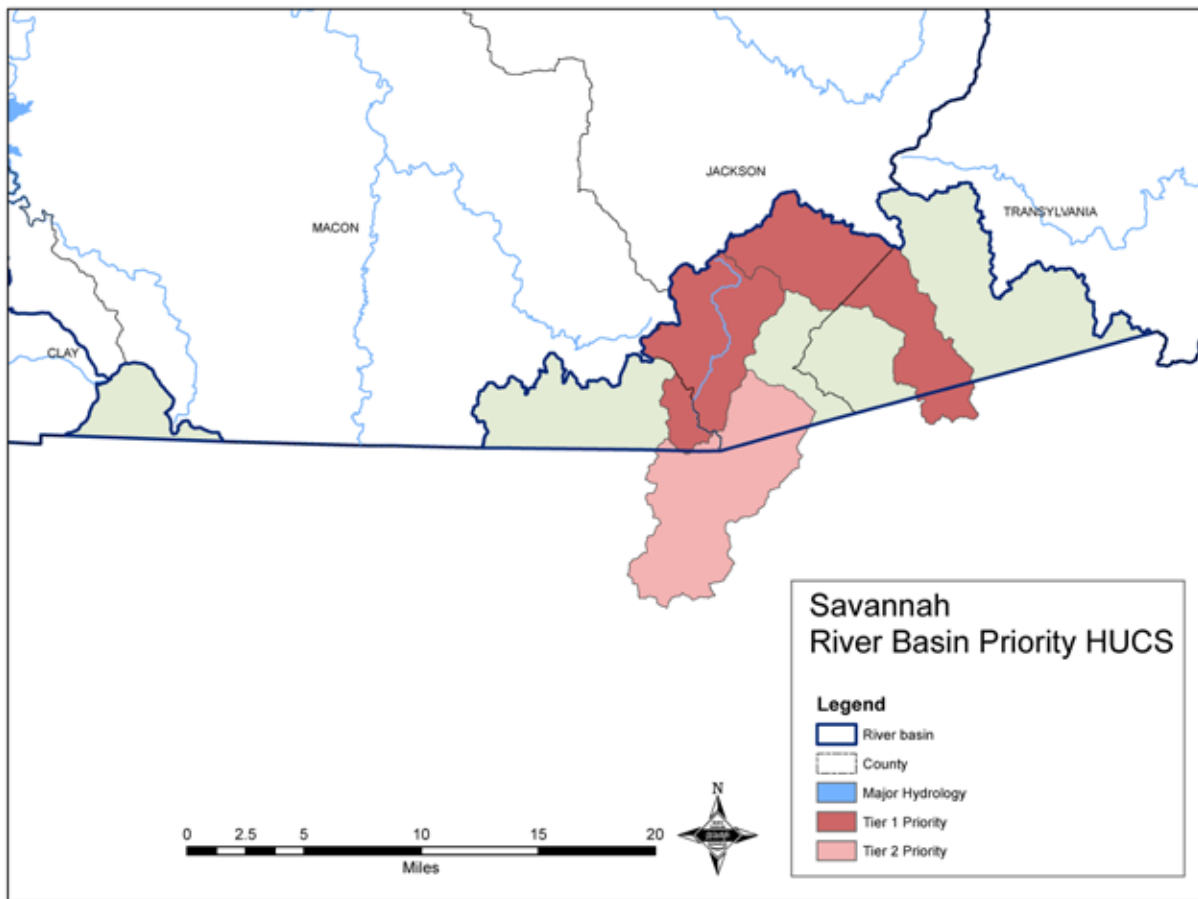 JACKSON
TRANSYLVANIA
MACON
CLAY
Savannah
River Basin Priority HUCS
Legend
River basin
County
Major Hydrology
Tier 1 Priority
Tier 2 Priority
N
0 2.5 5 10 15 20
Miles